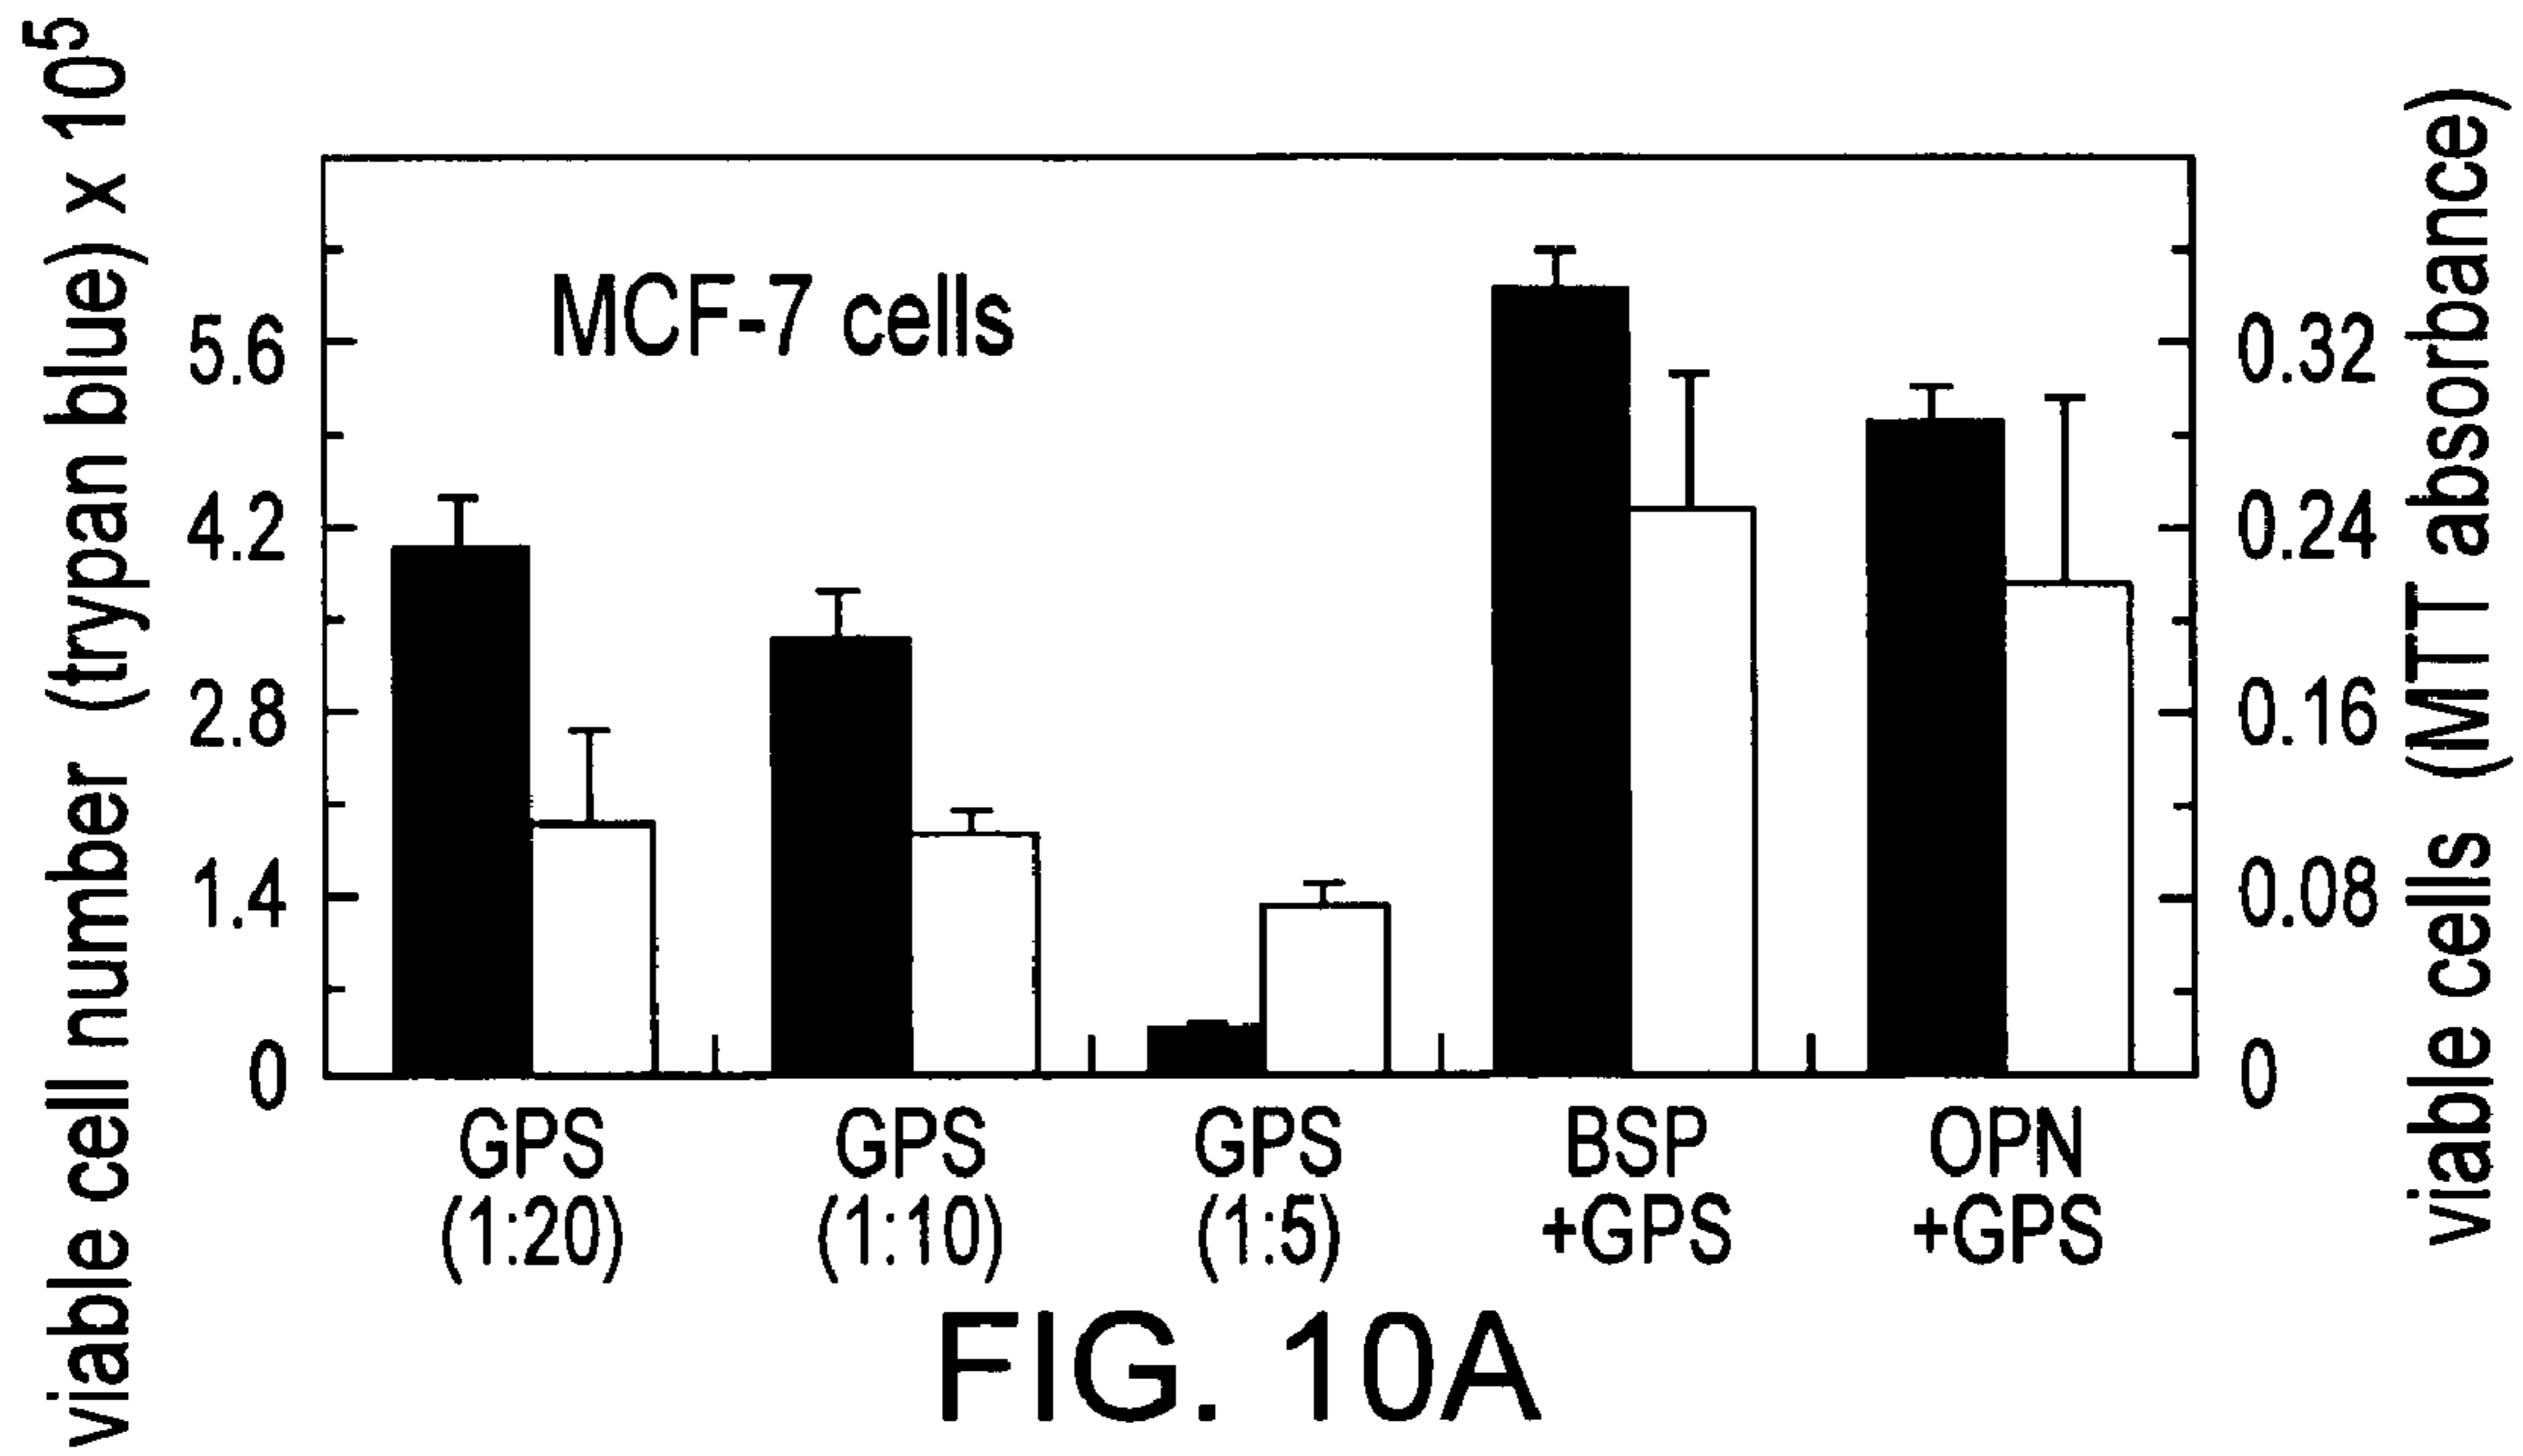 viable cell number (trypan blue) x 10⁵
5.6
4.2
2.8
1.4
0
MCF-7 cells
0.32
0.24
0.16
0.08
0
viable cells (MTT absorbance)
GPS
(1:20)
GPS
(1:10)
GPS
(1:5)
BSP
+GPS
OPN
+GPS
FIG. 10A